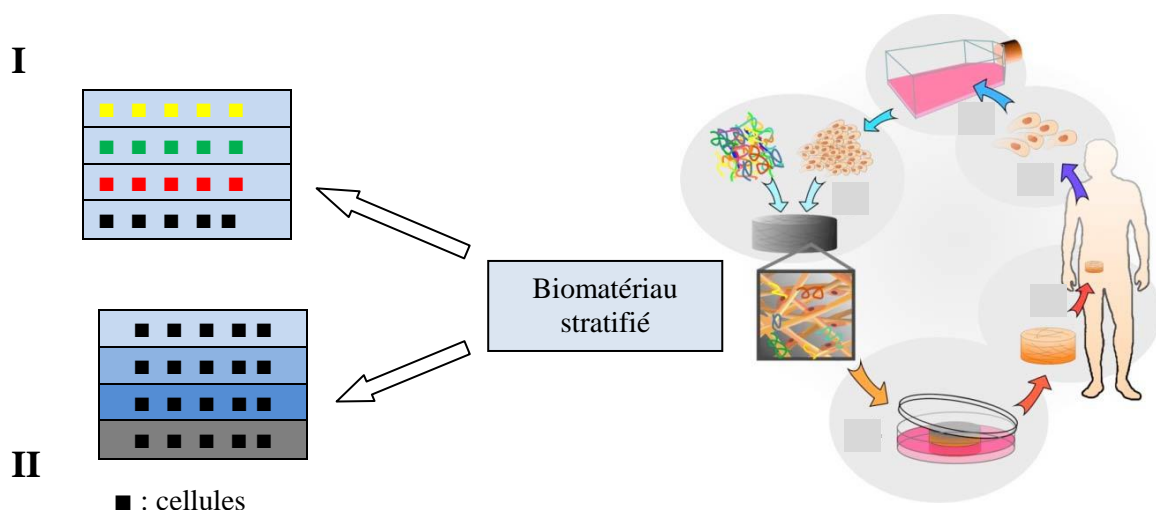 I
Biomatériau
stratifié
II
■ : cellules